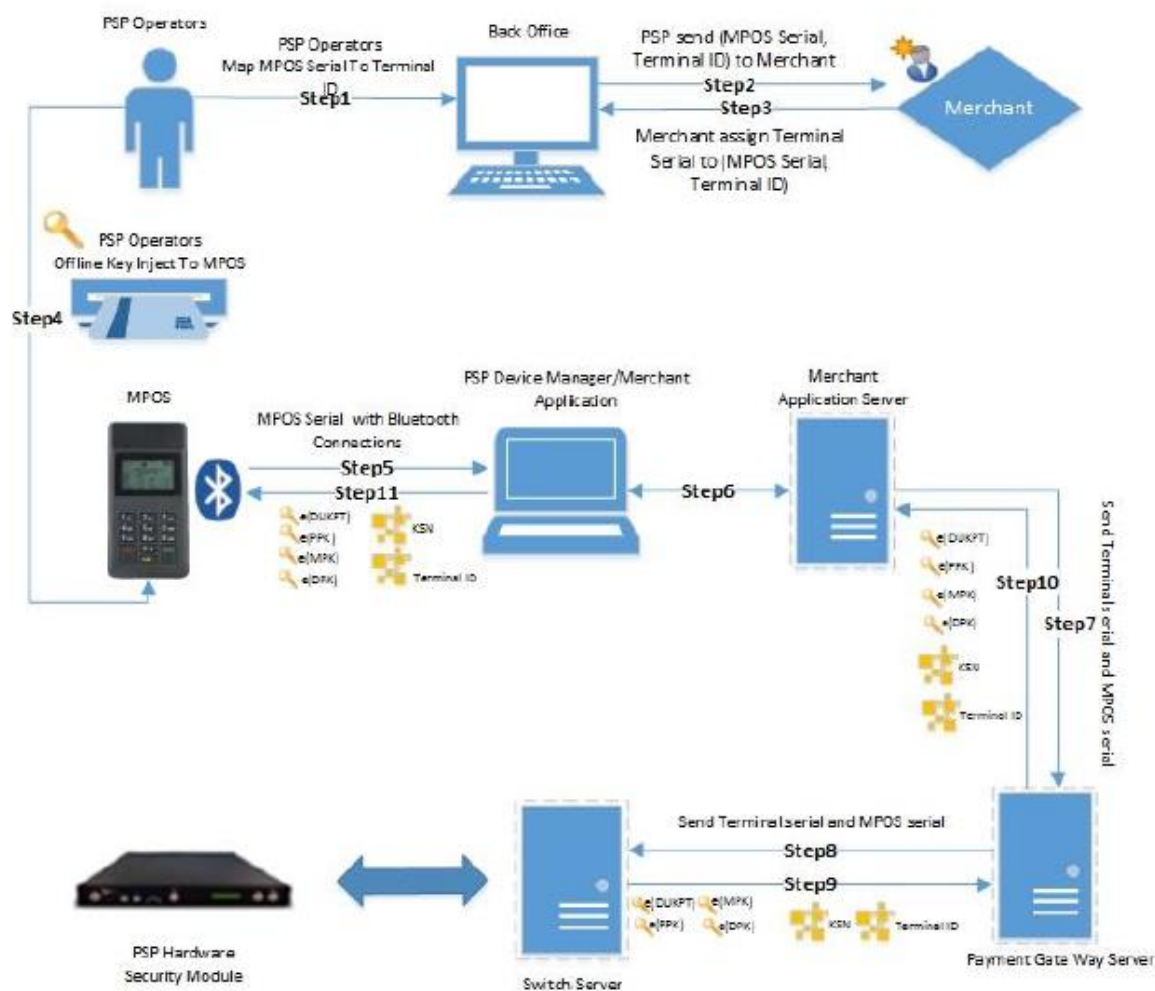 PSP Operators
PSP Operators
Map MPOS Serial To Terminal
ID
Step1
Back Office
PSP send (MPOS Serial,
Terminal ID) to Merchant
Step2
Step3
Merchant assign Terminal
Serial to (MPOS Serial,
Terminal ID)
Merchant
PSP Operators
Offline Key Inject To MPOS
Step4
MPOS
MPOS Serial with Bluetooth
Connections
Step5
Step11
e(DUKPT)
e(PPK)
e(MPK)
e(DPK)
KSN
Terminal ID
PSP Device Manager/Merchant
Application
Step6
Merchant
Application Server
e(DUKPT)
e(PPK)
e(MPK)
e(DPK)
KSN
Terminal ID
Step10
Step7
Send Terminal serial and MPOS serial
Send Terminal serial and MPOS serial
Step8
Step9
e(DUKPT)
e(MPK)
e(PPK)
e(DPK)
KSN
Terminal ID
PSP Hardware
Security Module
Switch Server
Payment Gate Way Server